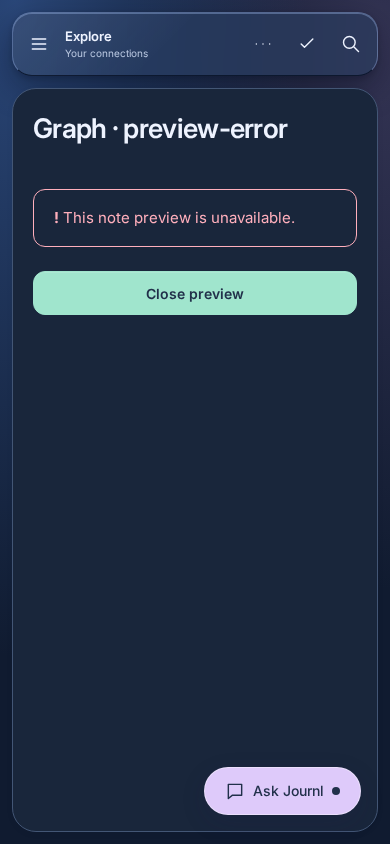 Explore
Your connections
Graph · preview-error
! This note preview is unavailable.
Close preview
Ask Journl